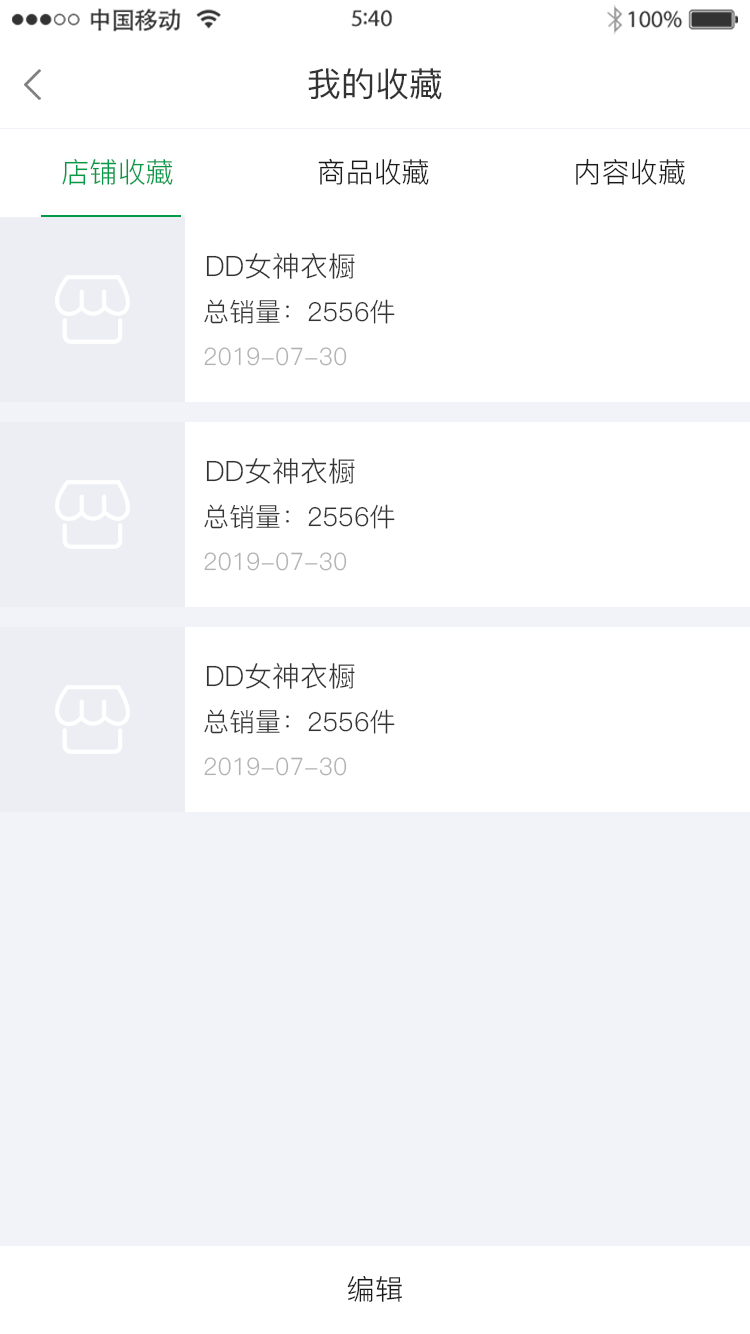 中国移动 5:40 100%
我的收藏
店铺收藏 商品收藏 内容收藏
DD女神衣橱
总销量：2556件
2019-07-30
DD女神衣橱
总销量：2556件
2019-07-30
DD女神衣橱
总销量：2556件
2019-07-30
编辑